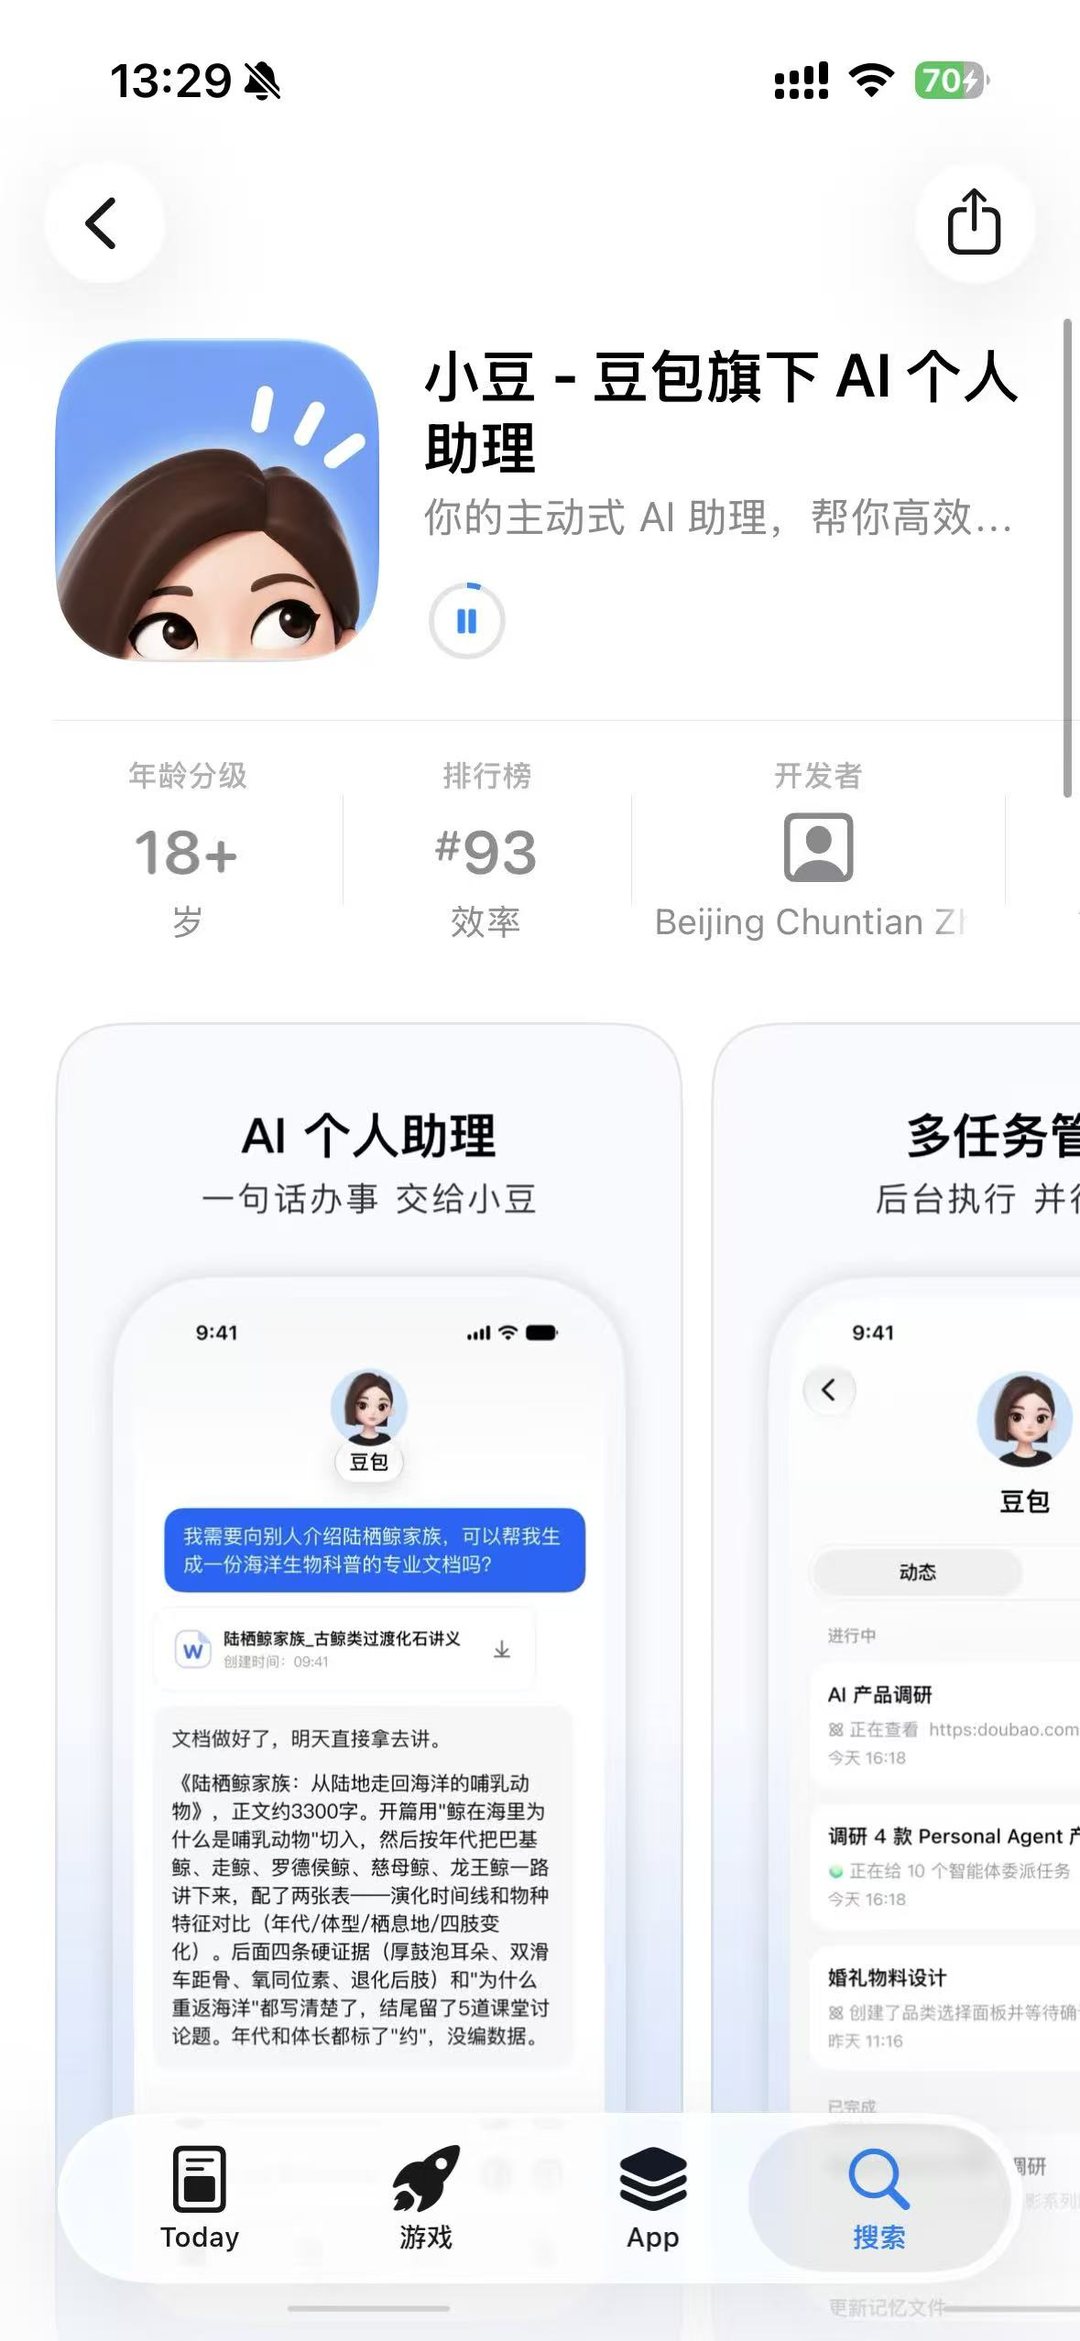 13:29
70
小豆 - 豆包旗下 AI 个人
助理
你的主动式 AI 助理，帮你高效...
年龄分级
排行榜
开发者
18+
#93
岁
效率
Beijing Chuntian Zh
AI 个人助理
一句话办事 交给小豆
多任务管
后台执行 并行
9:41
9:41
豆包
豆包
我需要向别人介绍陆栖鲸家族，可以帮我生
成一份海洋生物科普的专业文档吗？
W
陆栖鲸家族_古鲸类过渡化石讲义
创建时间：09:41
文档做好了，明天直接拿去讲。
《陆栖鲸家族：从陆地走回海洋的哺乳动
物》，正文约3300字。开篇用"鲸在海里为
什么是哺乳动物"切入，然后按年代把巴基
鲸、走鲸、罗德侯鲸、慈母鲸、龙王鲸一路
讲下来，配了两张表——演化时间线和物种
特征对比（年代/体型/栖息地/四肢变
化）。后面四条硬证据（厚鼓泡耳朵、双滑
车距骨、氧同位素、退化后肢）和"为什么
重返海洋"都写清楚了，结尾留了5道课堂讨
论题。年代和体长都标了"约"，没编数据。
动态
进行中
AI 产品调研
正在查看 https:doubao.com
今天 16:18
调研 4 款 Personal Agent 产
正在给 10 个智能体委派任务
今天 16:18
婚礼物料设计
创建了品类选择面板并等待确
昨天 11:16
已完成
调研
影系列
更新记忆文件
Today
游戏
App
搜索